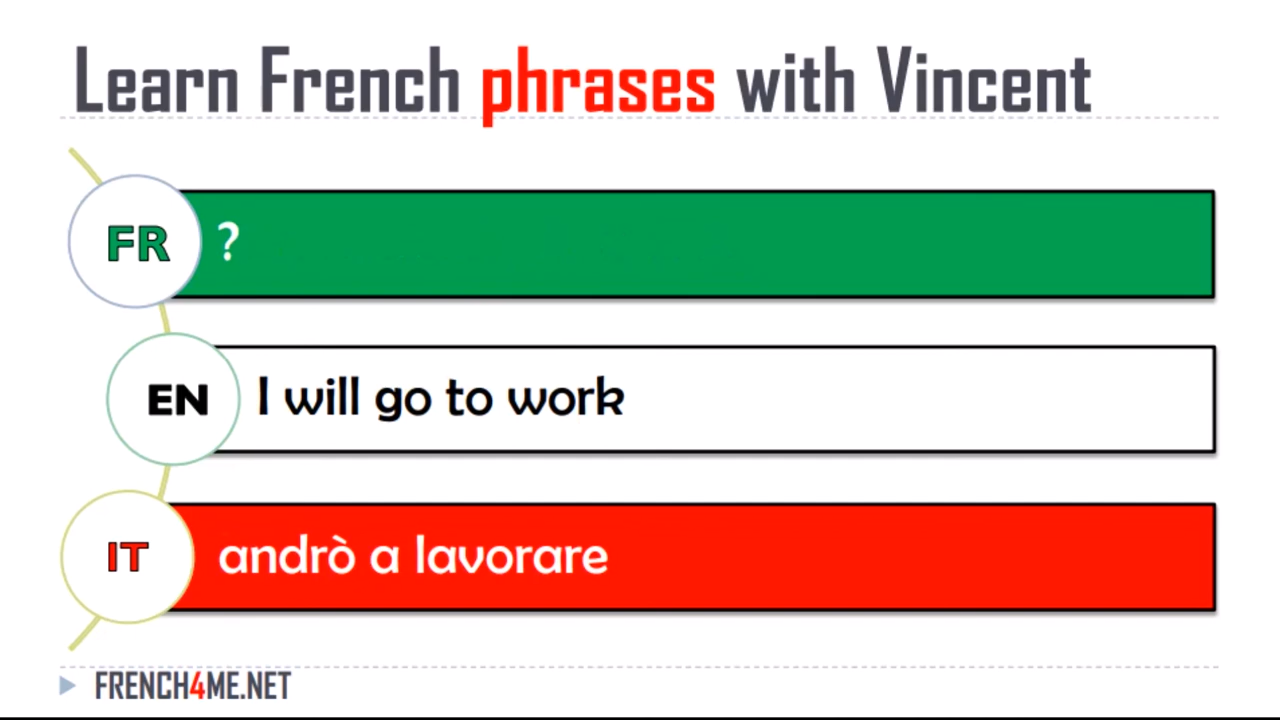 Learn French phrases with Vincent
FR ?
EN I will go to work
IT andrò a lavorare
FRENCH4ME.NET